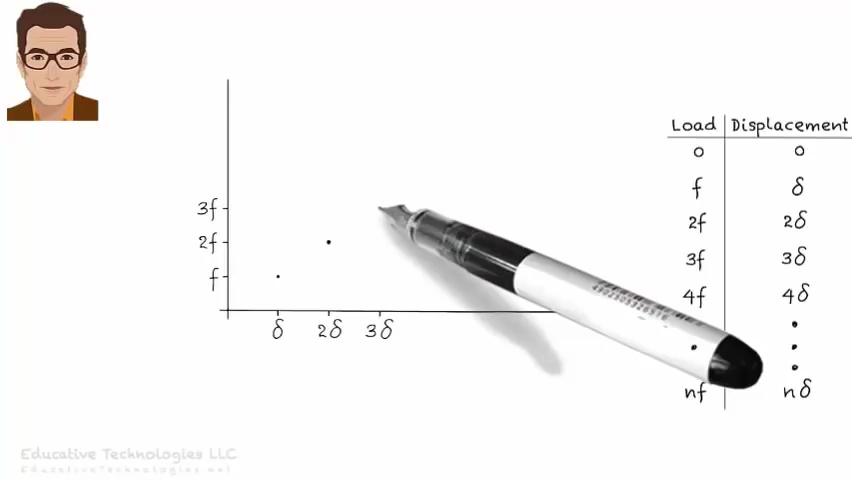 Load Displacement
0 0
f δ
2f 2δ
3f 3δ
4f 4δ
nf nδ
3f
2f
f
δ 2δ 3δ
Educative Technologies LLC
EducativeTechnologies.net